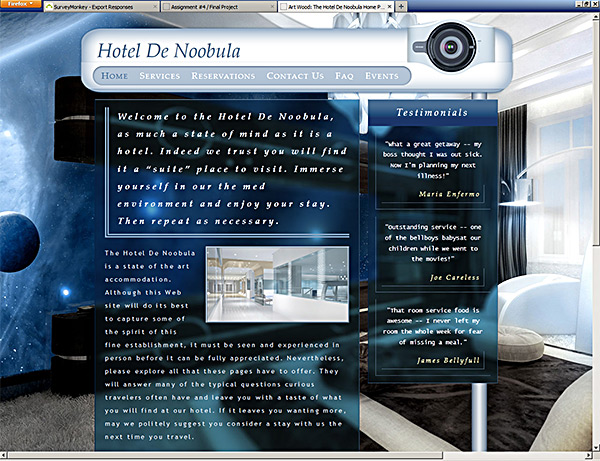 Firefox
SurveyMonkey - Export Responses
Assignment #4 / Final Project
Art Wood: The Hotel De Noobula Home P...
Hotel De Noobula
Home Services Reservations Contact Us Faq Events
Welcome to the Hotel De Noobula,
as much a state of mind as it is a
hotel. Indeed we trust you will find
it a “suite” place to visit. Immerse
yourself in our the med
environment and enjoy your stay.
Then repeat as necessary.
The Hotel De Noobula
is a state of the art
accommodation.
Although this Web
site will do its best
to capture some of
the spirit of this
fine establishment, it must be seen and experienced in
person before it can be fully appreciated. Nevertheless,
please explore all that these pages have to offer. They
will answer many of the typical questions curious
travelers often have and leave you with a taste of what
you will find at our hotel. If it leaves you wanting more,
may we politely suggest you consider a stay with us the
next time you travel.
Testimonials
"What a great getaway -- my
boss thought I was out sick.
Now I'm planning my next
illness!"
Maria Enfermo
"Outstanding service -- one
of the bellboys babysat our
children while we went to
the movies!"
Joe Careless
"That room service food is
awesome -- I never left my
room the whole week for fear
of missing a meal."
James Bellyfull